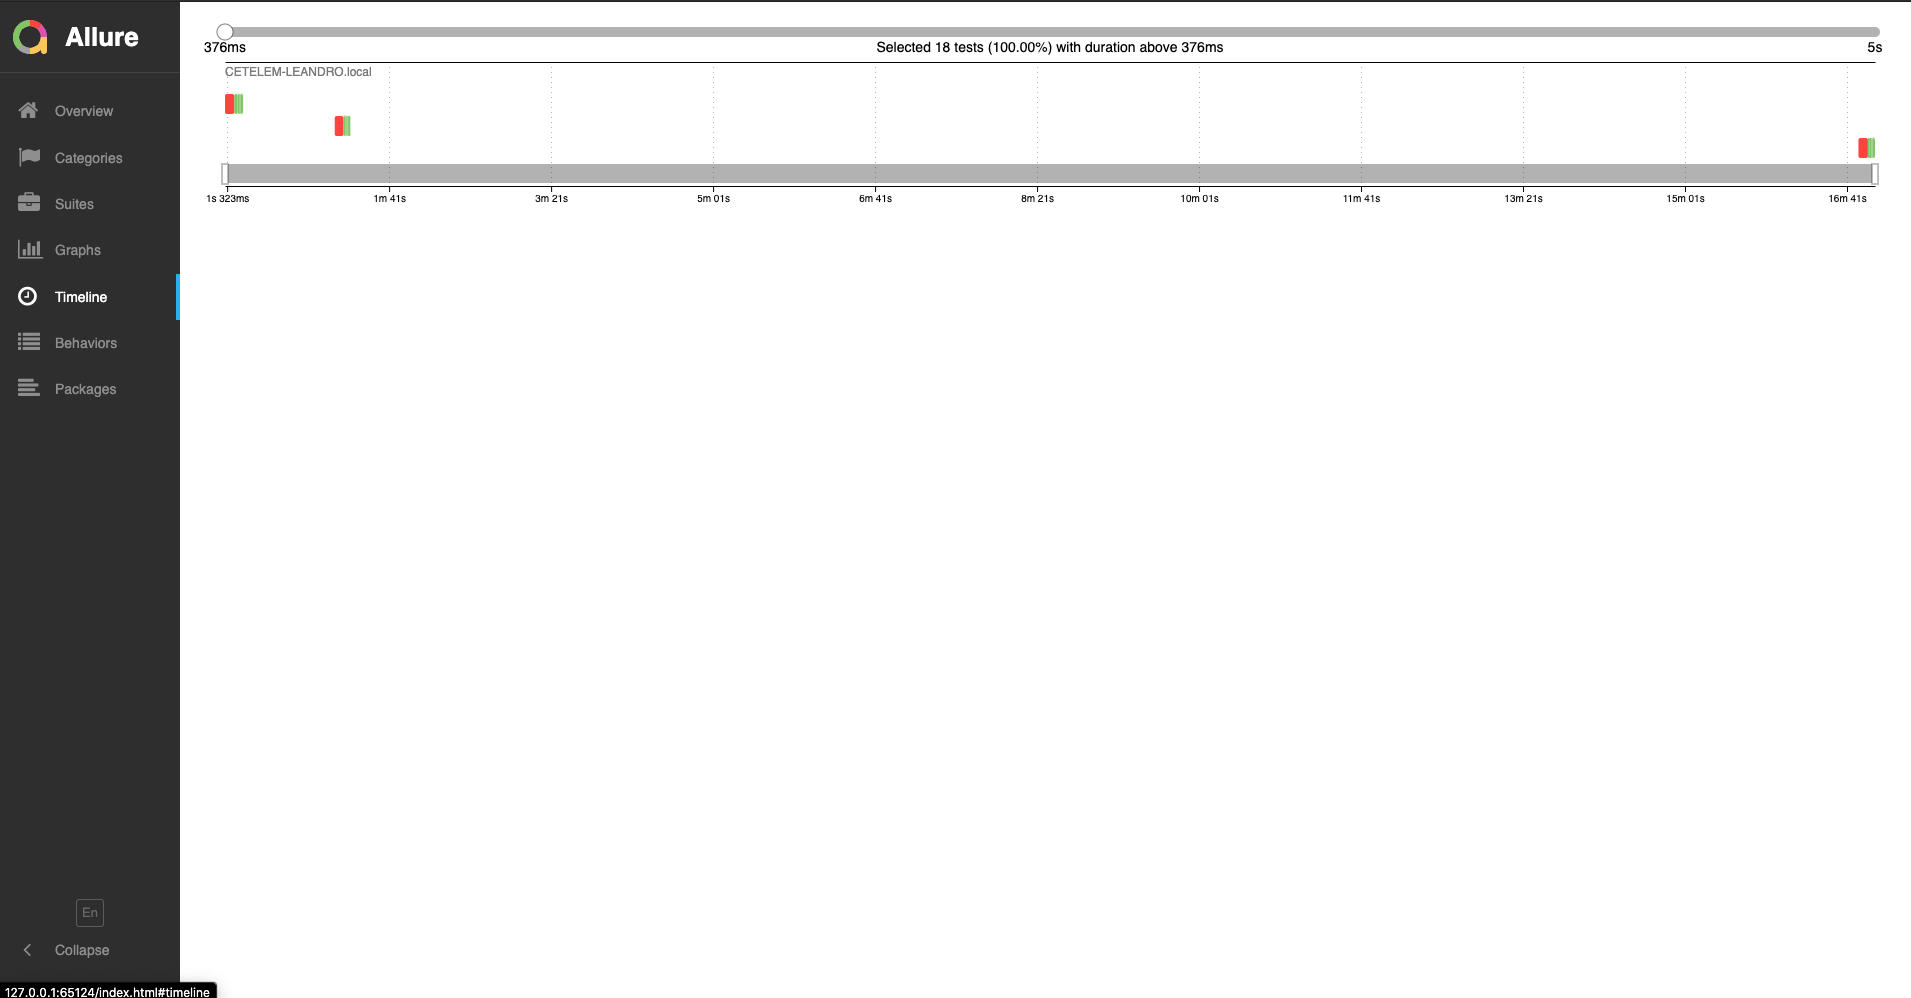 Allure
Overview
Categories
Suites
Graphs
Timeline
Behaviors
Packages
En
Collapse
127.0.0.1:65124/index.html#timeline
376ms Selected 18 tests (100.00%) with duration above 376ms 5s
CETELEM-LEANDRO.local
1s 323ms 1m 41s 3m 21s 5m 01s 6m 41s 8m 21s 10m 01s 11m 41s 13m 21s 15m 01s 16m 41s